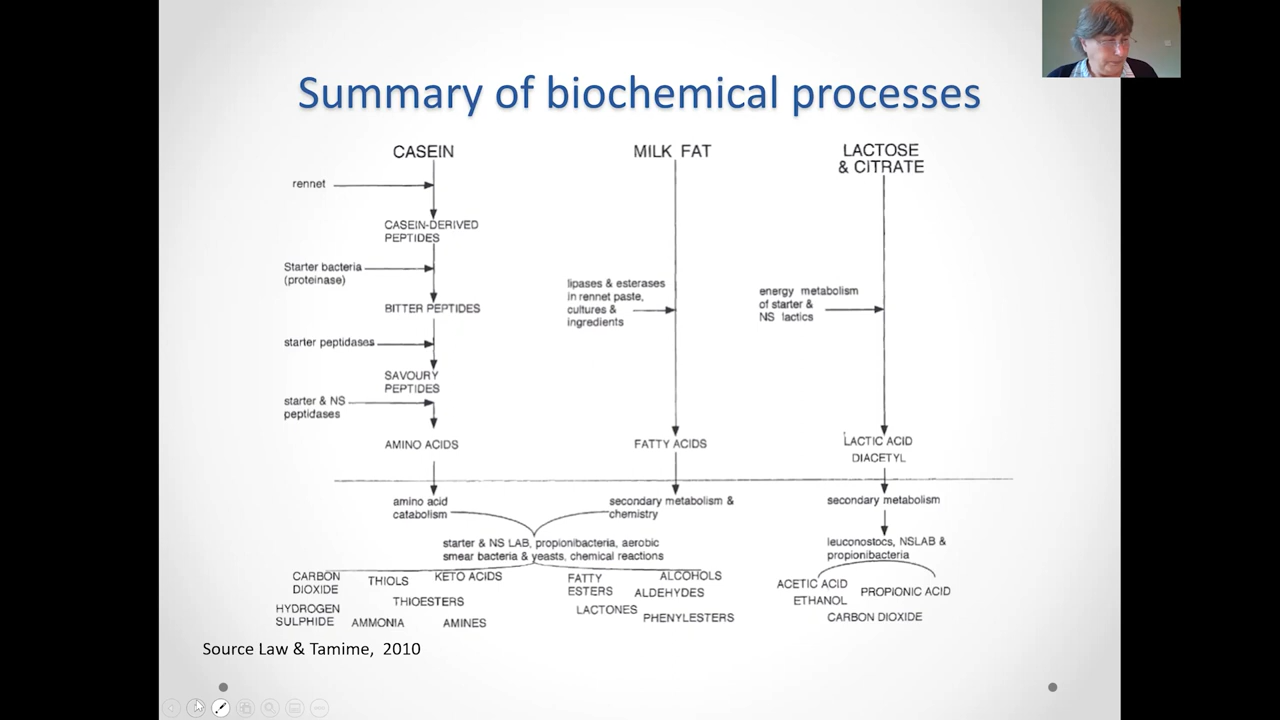 Summary of biochemical processes
CASEIN
MILK FAT
LACTOSE
& CITRATE
rennet
CASEIN-DERIVED
PEPTIDES
Starter bacteria
(proteinase)
BITTER PEPTIDES
starter peptidases
SAVOURY
PEPTIDES
starter & NS
peptidases
AMINO ACIDS
lipases & esterases
in rennet paste,
cultures &
ingredients
FATTY ACIDS
energy metabolism
of starter &
NS lactics
LACTIC ACID
DIACETYL
amino acid
catabolism
secondary metabolism &
chemistry
secondary metabolism
starter & NS LAB, propionibacteria, aerobic
smear bacteria & yeasts, chemical reactions
leuconostocs, NSLAB &
propionibacteria
CARBON
DIOXIDE
THIOLS
KETO ACIDS
THIOESTERS
HYDROGEN
SULPHIDE
AMMONIA
AMINES
FATTY
ESTERS
ALCOHOLS
ALDEHYDES
LACTONES
PHENYLESTERS
ACETIC ACID
ETHANOL
PROPIONIC ACID
CARBON DIOXIDE
Source Law & Tamime, 2010